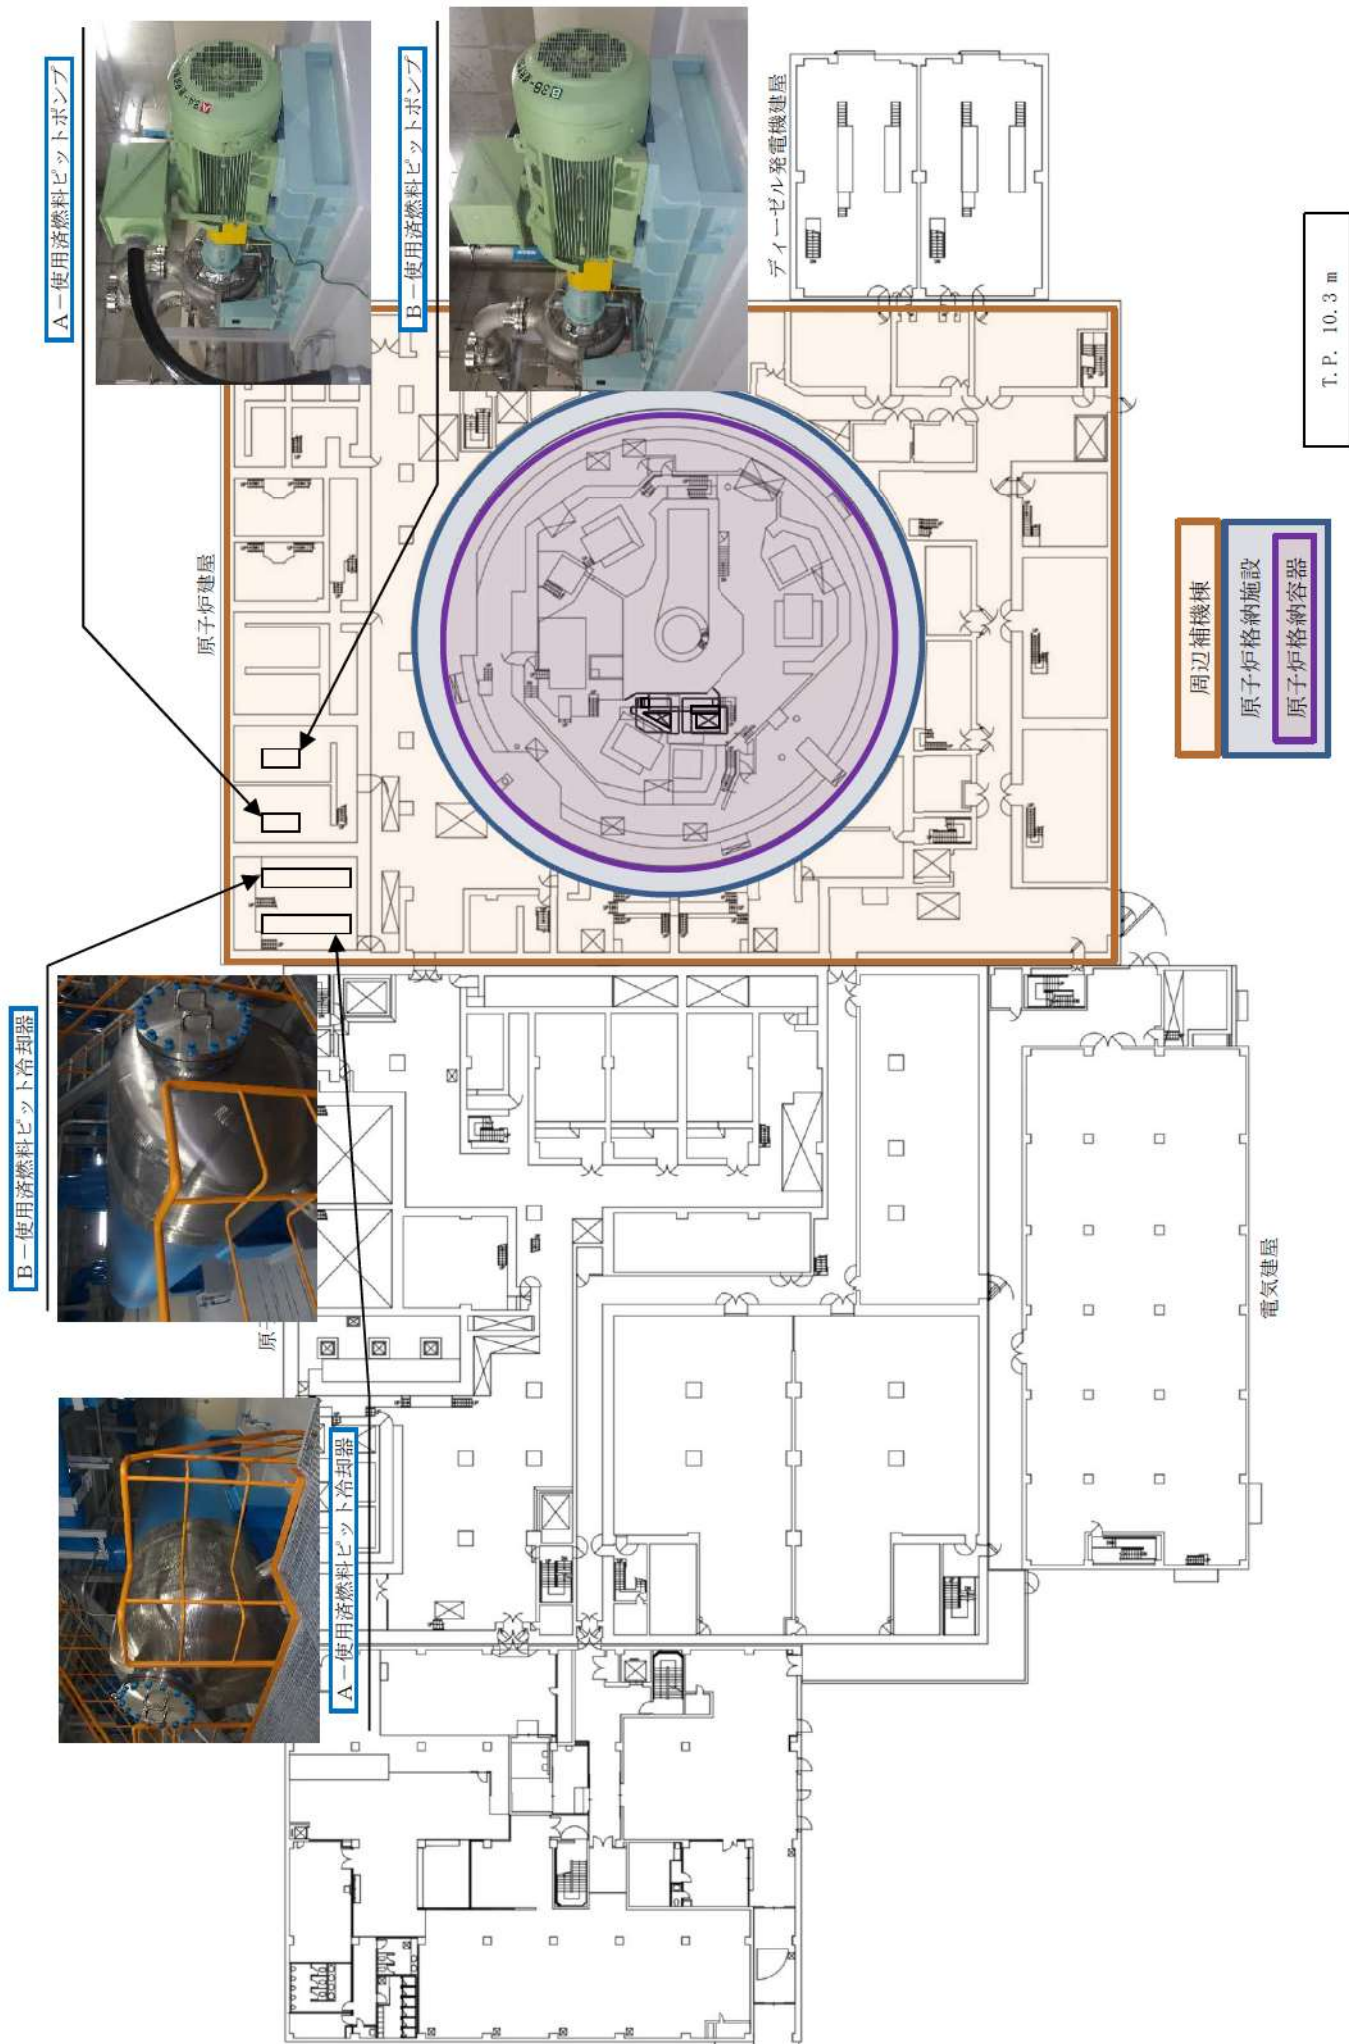 A－使用済燃料ピットポンプ
B－使用済燃料ピットポンプ
ディーゼル発電機建屋
原子炉建屋
B－使用済燃料ピット冷却器
A－使用済燃料ピット冷却器
原子
電気建屋
周辺補機棟
原子炉格納施設
原子炉格納容器
T.P. 10.3 m